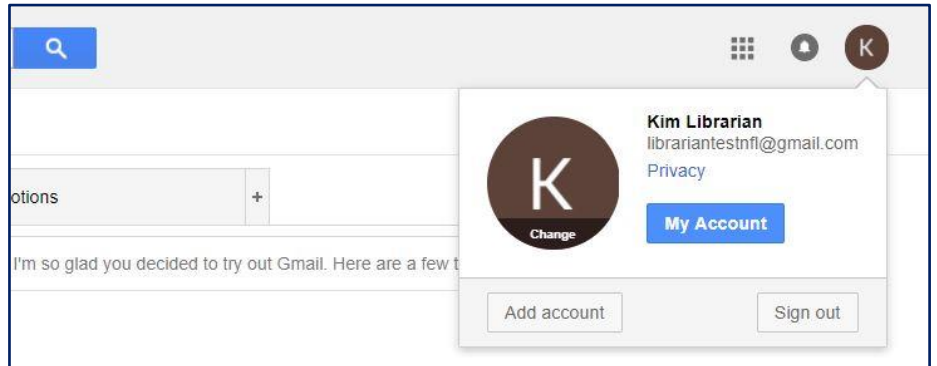 K
Kim Librarian
librariantestnfl@gmail.com
Privacy
K
Change
My Account
otions +
I'm so glad you decided to try out Gmail. Here are a few t
Add account Sign out